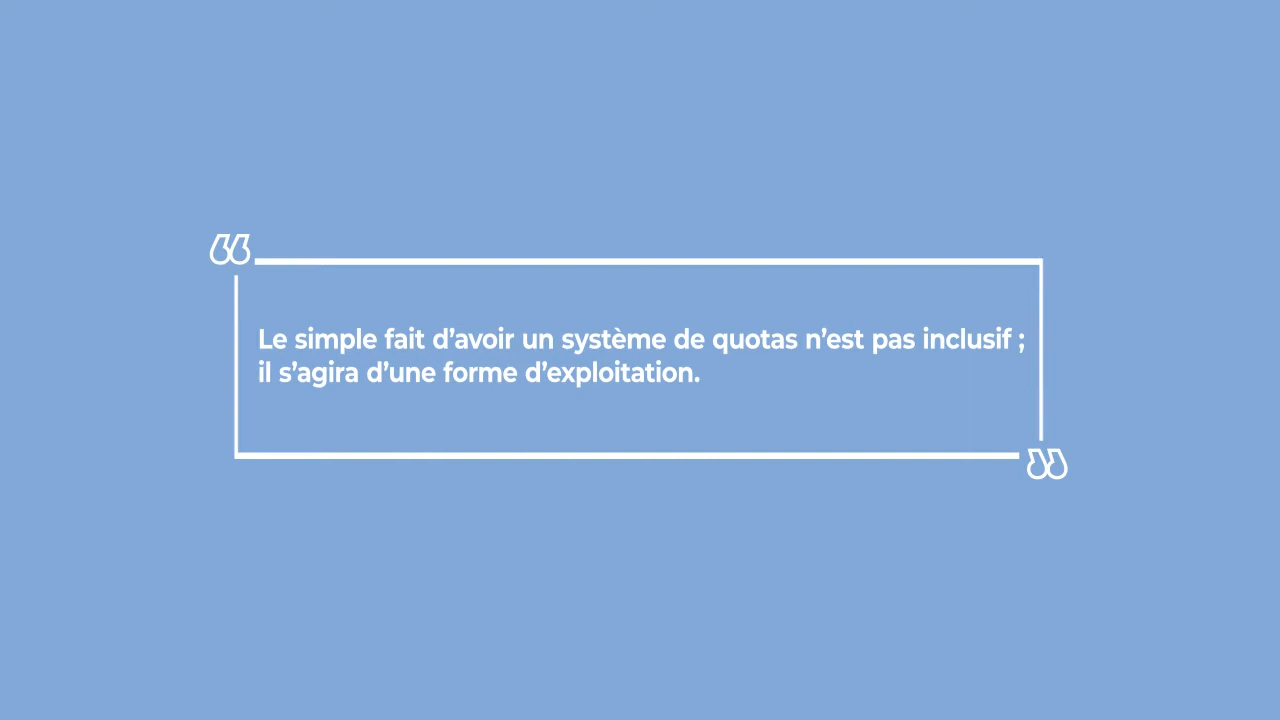 Le simple fait d’avoir un système de quotas n’est pas inclusif ;
il s’agira d’une forme d’exploitation.